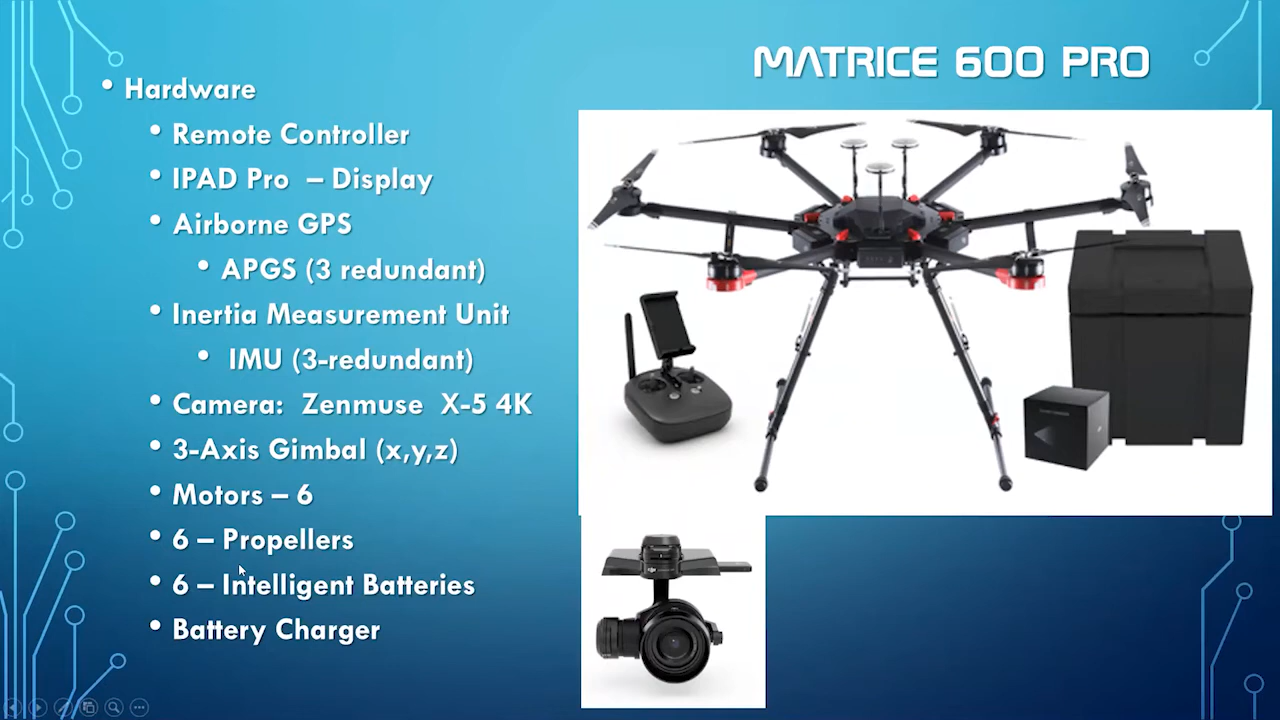 MATRICE 600 PRO
• Hardware
• Remote Controller
• IPAD Pro – Display
• Airborne GPS
• APGS (3 redundant)
• Inertia Measurement Unit
• IMU (3-redundant)
• Camera: Zenmuse X-5 4K
• 3-Axis Gimbal (x,y,z)
• Motors – 6
• 6 – Propellers
• 6 – Intelligent Batteries
• Battery Charger